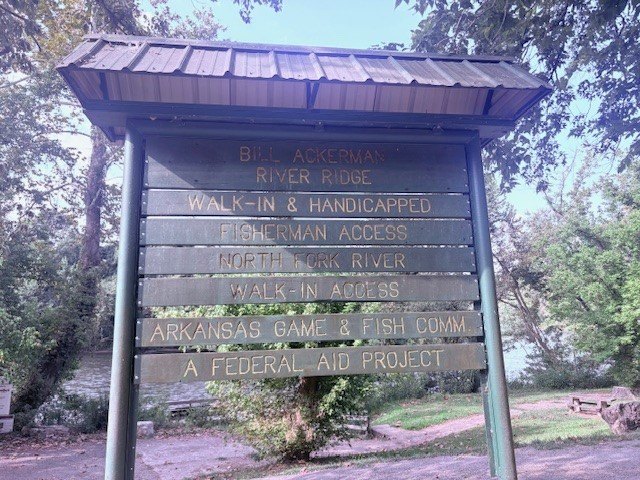 BILL ACKERMAN
RIVER RIDGE
WALK-IN & HANDICAPPED
FISHERMAN ACCESS
NORTH FORK RIVER
WALK-IN ACCESS
ARKANSAS GAME & FISH COMM.
A FEDERAL AID PROJECT